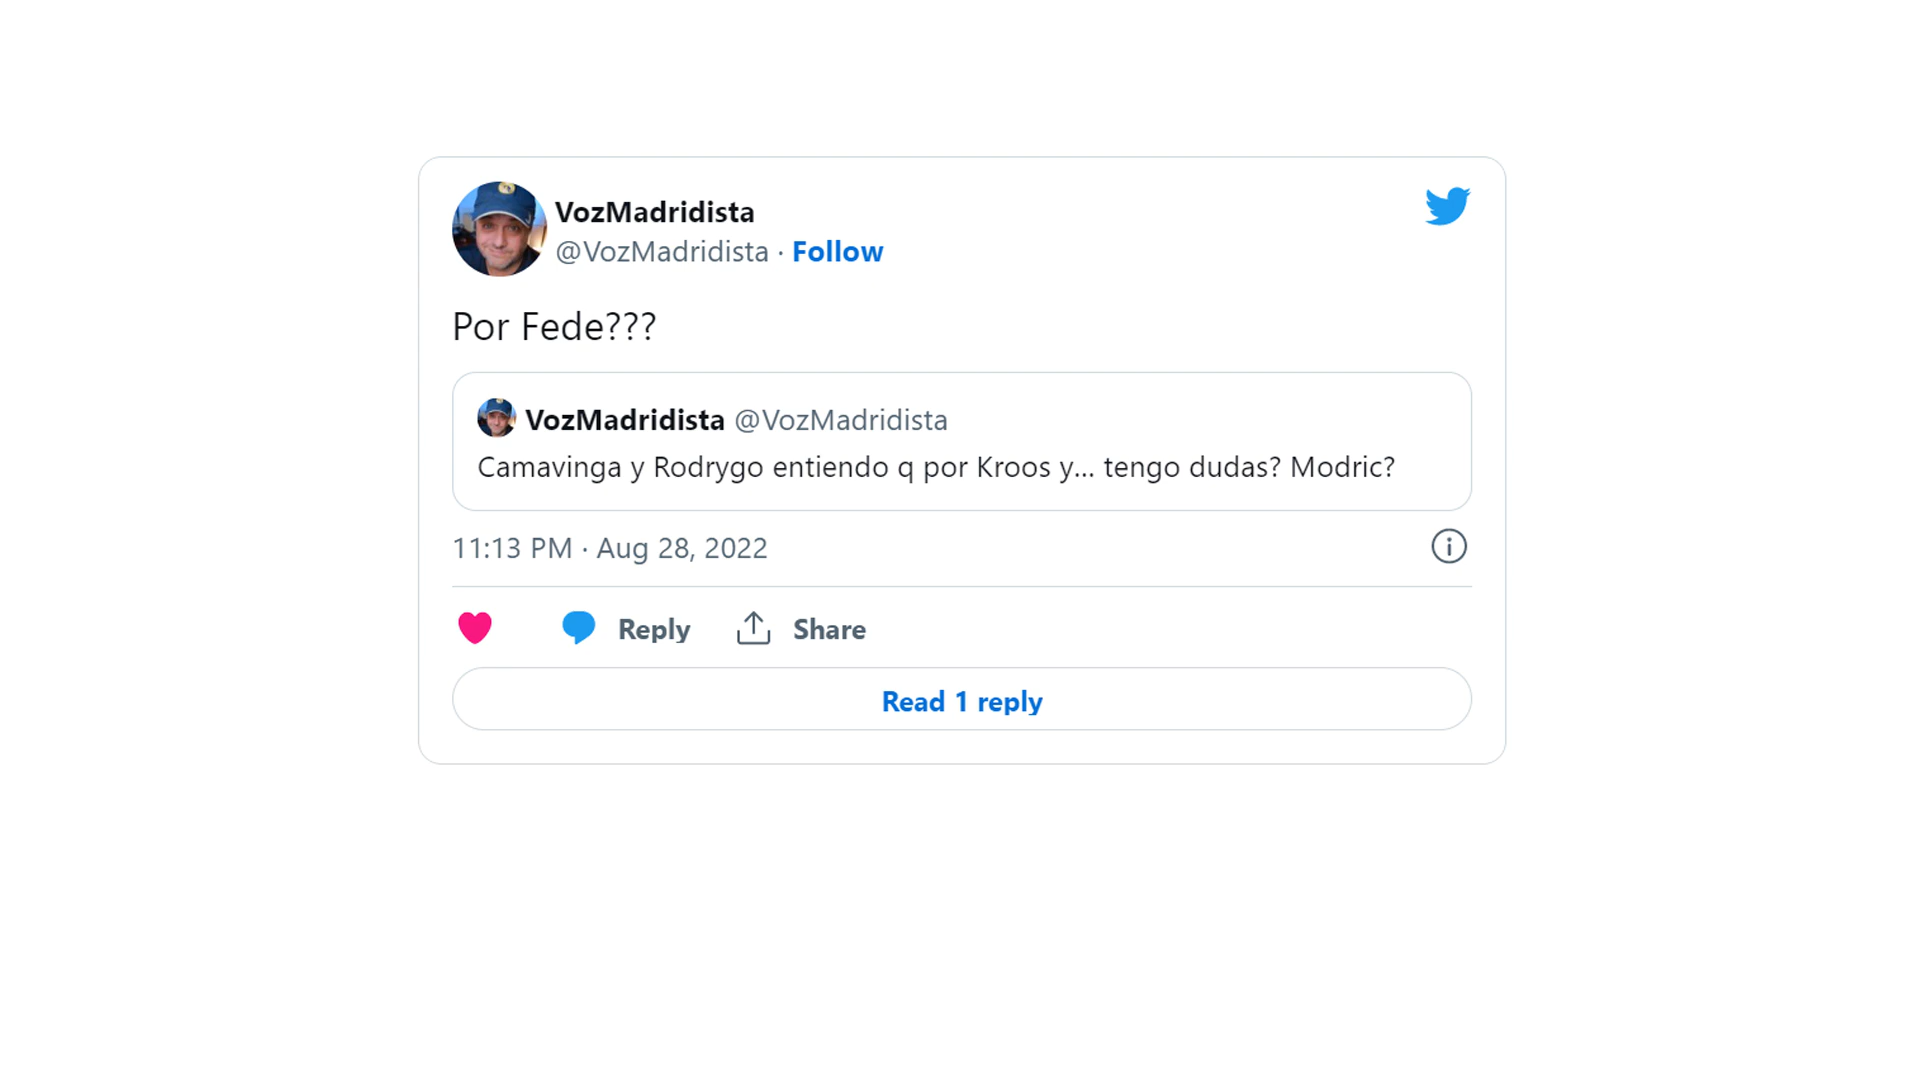 VozMadridista
@VozMadridista · Follow
Por Fede???
VozMadridista @VozMadridista
Camavinga y Rodrygo entiendo q por Kroos y... tengo dudas? Modric?
11:13 PM · Aug 28, 2022
Reply Share
Read 1 reply